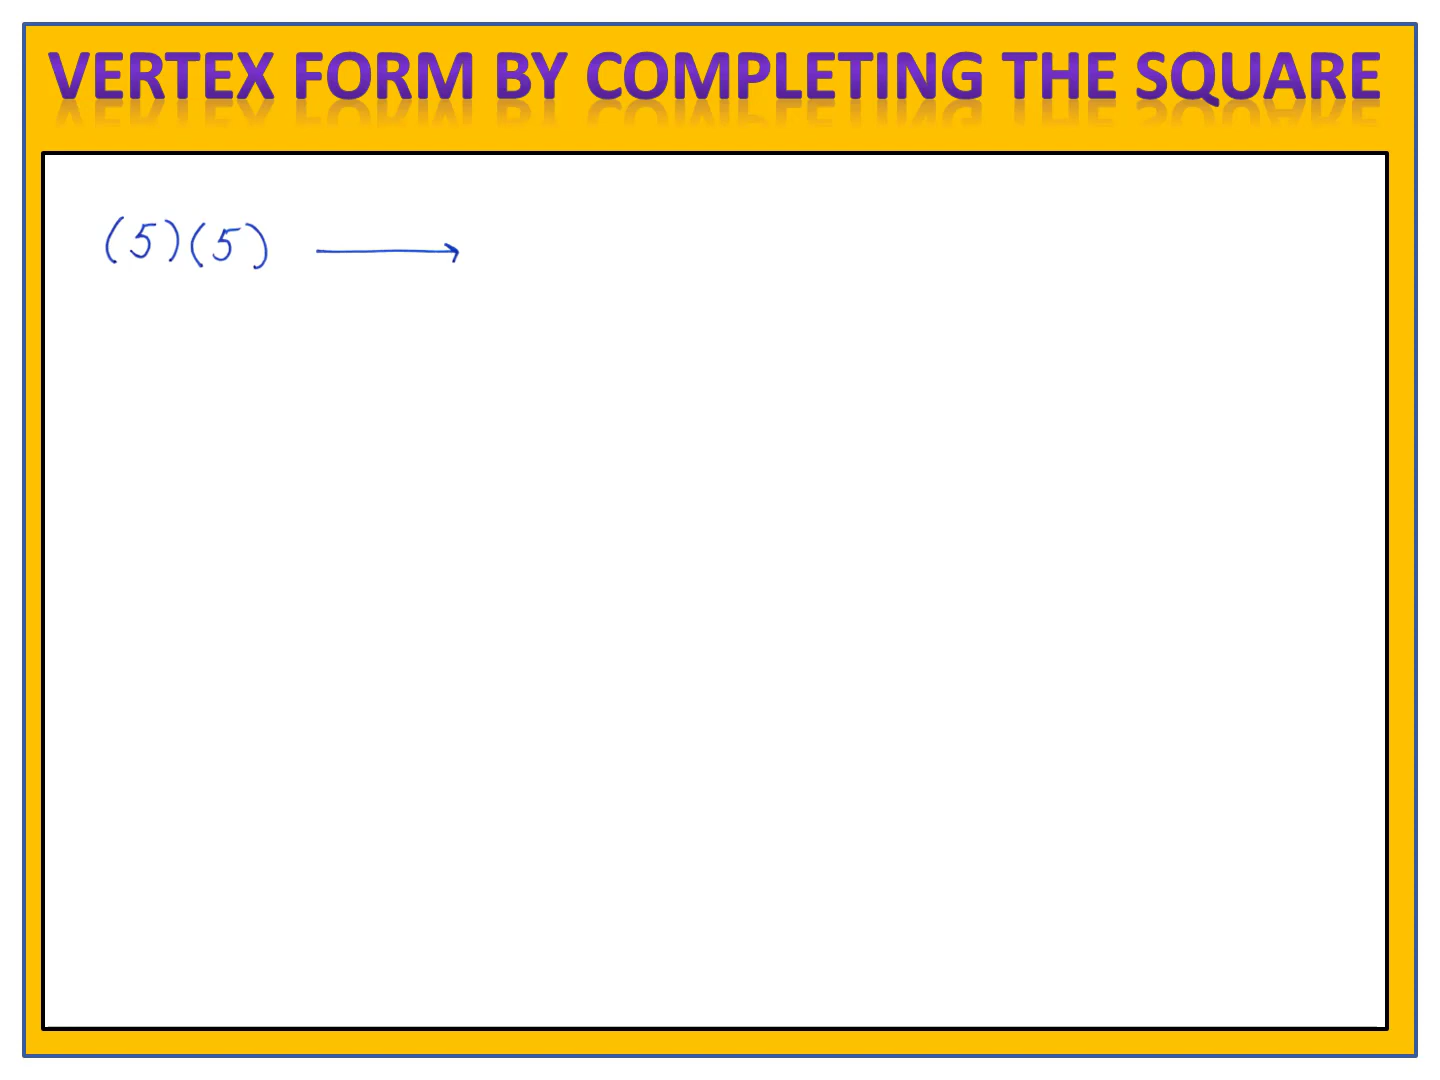 VERTEX FORM BY COMPLETING THE SQUARE
(5)(5) →